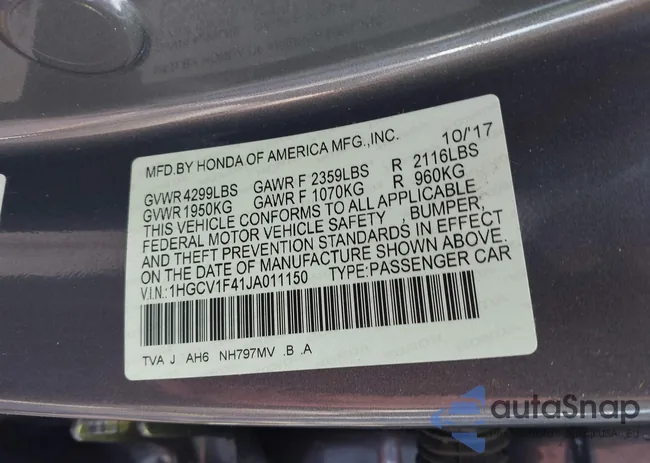 MFD.BY HONDA OF AMERICA MFG.,INC. 10/'17
GVWR 4299LBS GAWR F 2359LBS R 2116LBS
GVWR 1950KG GAWR F 1070KG R 960KG
THIS VEHICLE CONFORMS TO ALL APPLICABLE
FEDERAL MOTOR VEHICLE SAFETY , BUMPER,
AND THEFT PREVENTION STANDARDS IN EFFECT
ON THE DATE OF MANUFACTURE SHOWN ABOVE.
V.I.N.:1HGCV1F41JA011150 TYPE:PASSENGER CAR
TVA J AH6 NH797MV .B .A
autoSnap